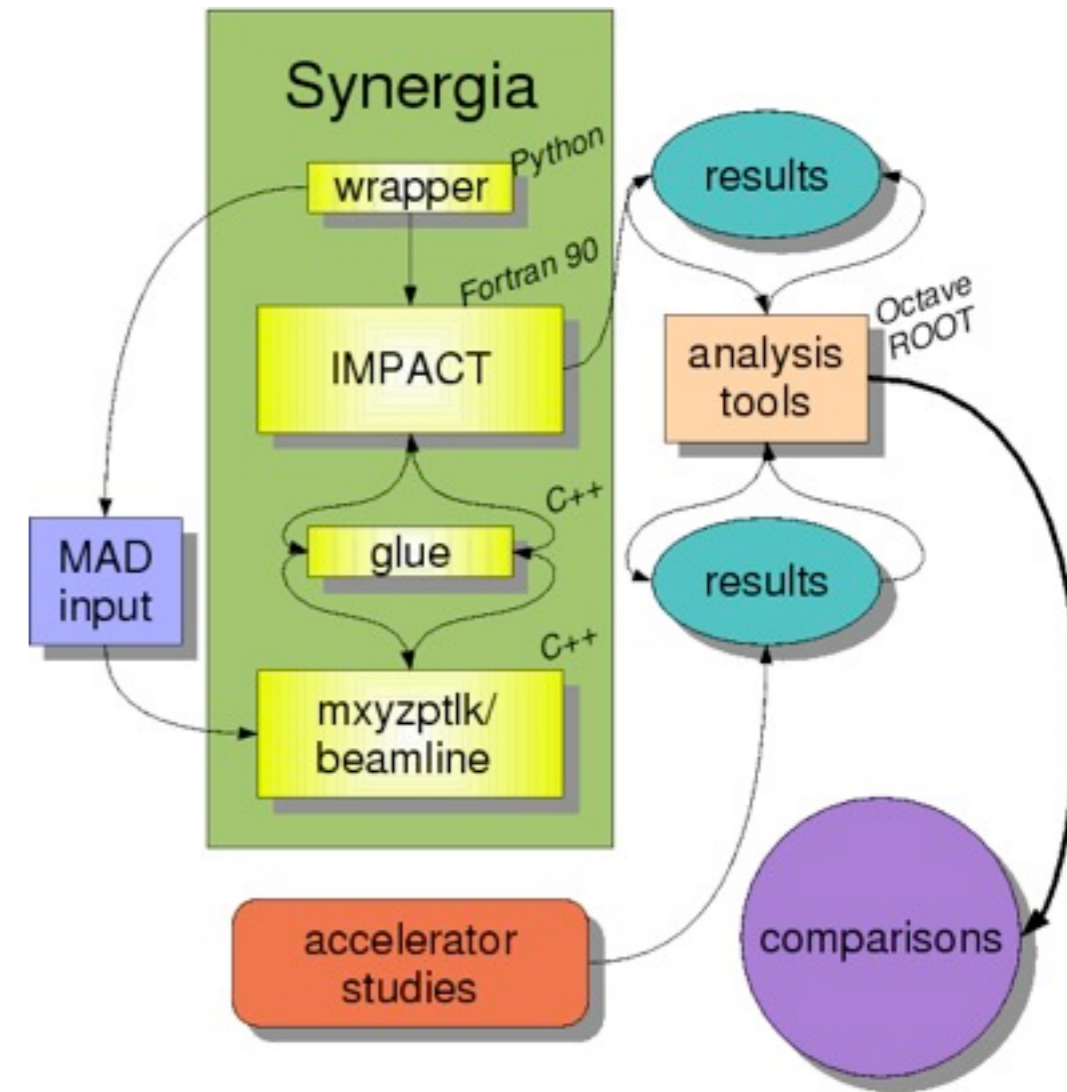 Synergia
Python
wrapper
Fortran 90
IMPACT
C++
glue
C++
mxyzptlk/
beamline
MAD
input
results
Octave
ROOT
analysis
tools
results
accelerator
studies
comparisons